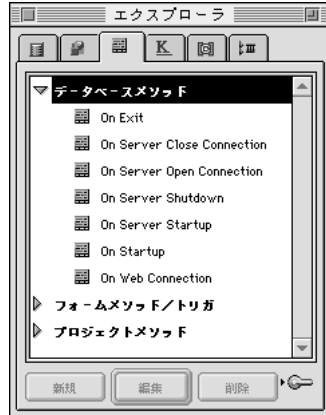 エクスプローラ
K
データベースメソッド
On Exit
On Server Close Connection
On Server Open Connection
On Server Shutdown
On Server Startup
On Startup
On Web Connection
フォームメソッド/トリガ
プロジェクトメソッド
新規 編集 削除